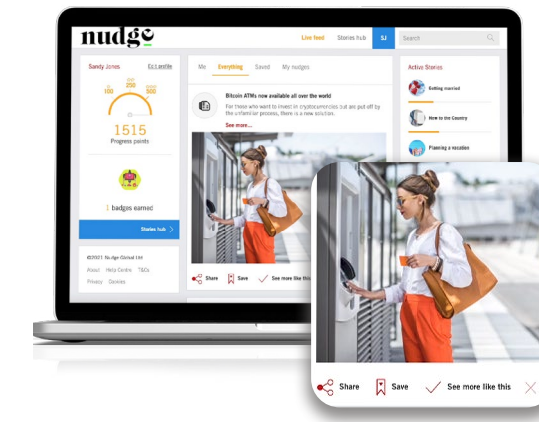 nudge
Live feed
Stories hub
SJ
Search
Sandy Jones
Edit profile
100
200
300
1515
Progress points
1 badges earned
Stories hub
©2021 Nudge Global Ltd
About Help Centre T&Cs
Privacy Cookies
Me Everything Saved My nudges
Bitcoin ATMs now available all over the world
For those who want to invest in cryptocurrencies but are put off by
the unfamiliar process, there is a new solution.
See more...
Share Save See more like this
Active Stories
Getting married
How to the Country
Planning a vacation
Share Save See more like this